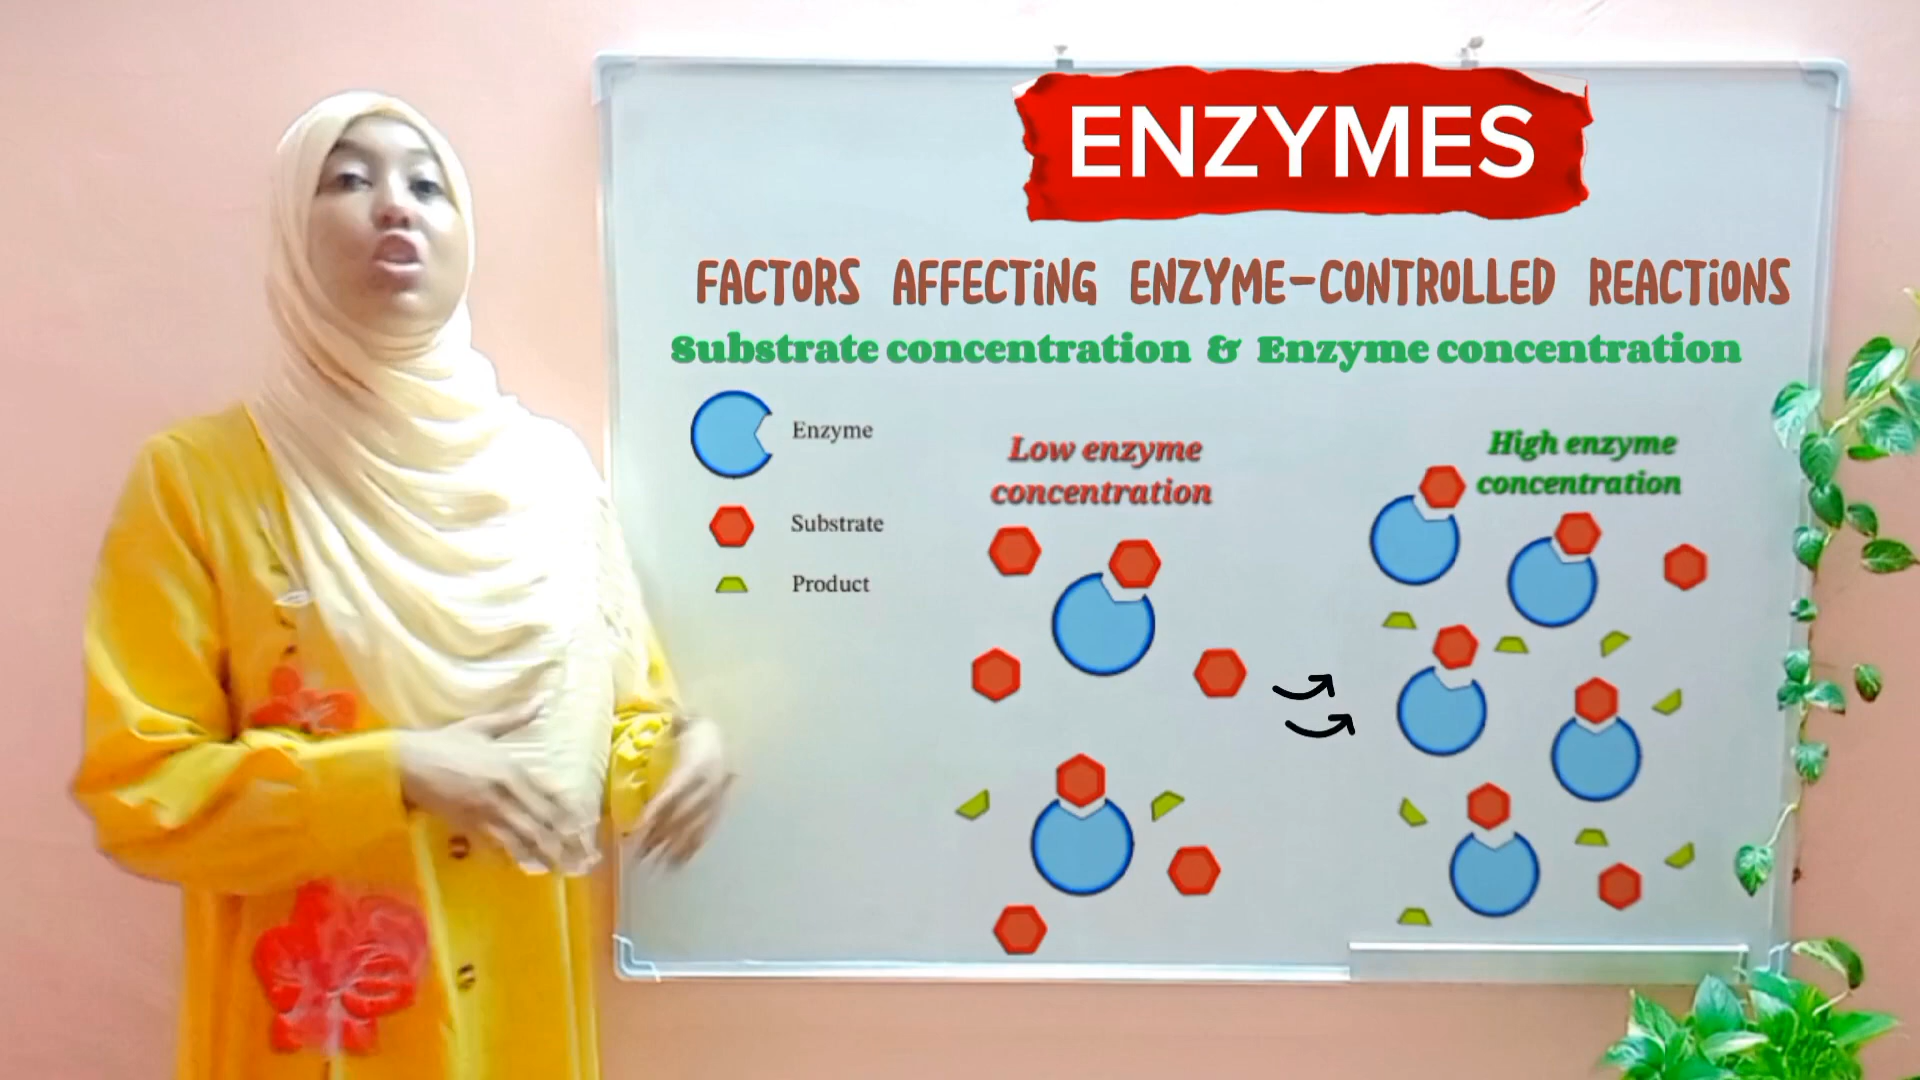 ENZYMES
FACTORS AFFECTING ENZYME-CONTROLLED REACTIONS
Substrate concentration & Enzyme concentration
Enzyme
Substrate
Product
Low enzyme
concentration
High enzyme
concentration